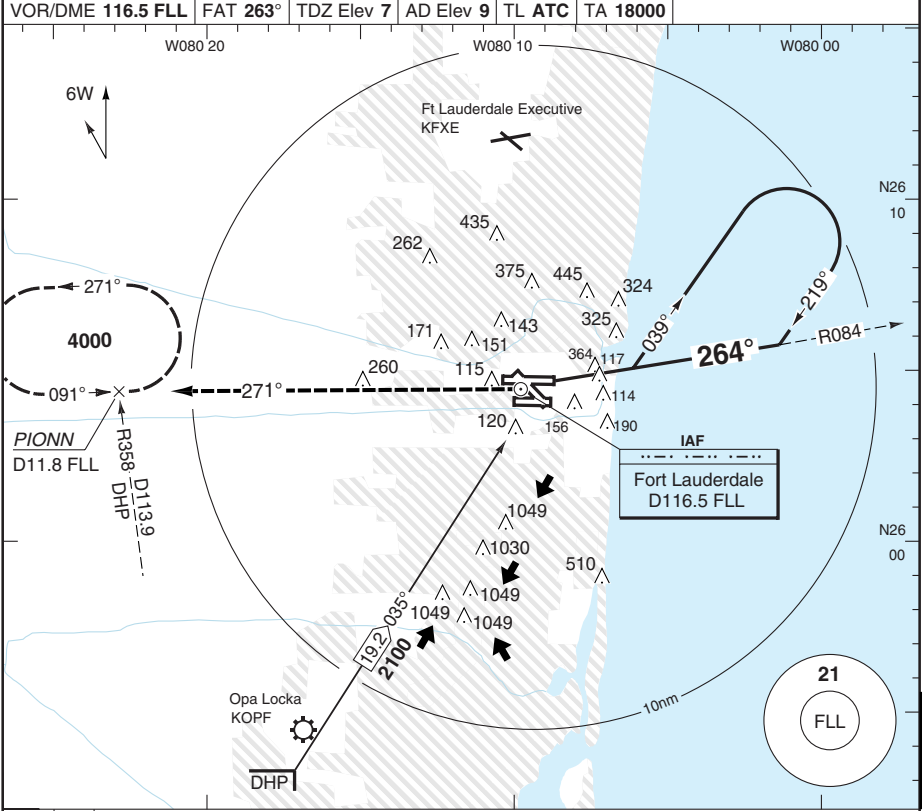 VOR/DME 116.5 FLL FAT 263° TDZ Elev 7 AD Elev 9 TL ATC TA 18000
W080 20
W080 10
W080 00
6W
Ft Lauderdale Executive
KFXE
N26
10
435
262
375
445
324
271°
143
325
039°
219°
4000
171
151
R084
364
117
264°
260
115
091°
271°
114
PIONN
D11.8 FLL
120
156
190
IAF
Fort Lauderdale
D116.5 FLL
R358 D113.9
DHP
1049
N26
00
1030
510
1049
1049
1049
19.2 035°
2100
Opa Locka
KOPF
10nm
21
FLL
DHP